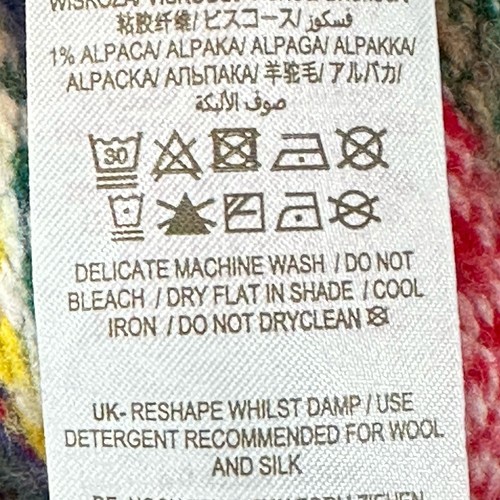 粘胶纤维/ ビスコース/ فسكوز
1% ALPACA/ ALPAKA/ ALPAGA/ ALPAKKA/
ALPACKA/ АЛЬПАКА/ 羊驼毛/ アルパカ/
صوف الألبكة
30
DELICATE MACHINE WASH / DO NOT
BLEACH / DRY FLAT IN SHADE / COOL
IRON / DO NOT DRYCLEAN
UK- RESHAPE WHILST DAMP / USE
DETERGENT RECOMMENDED FOR WOOL
AND SILK